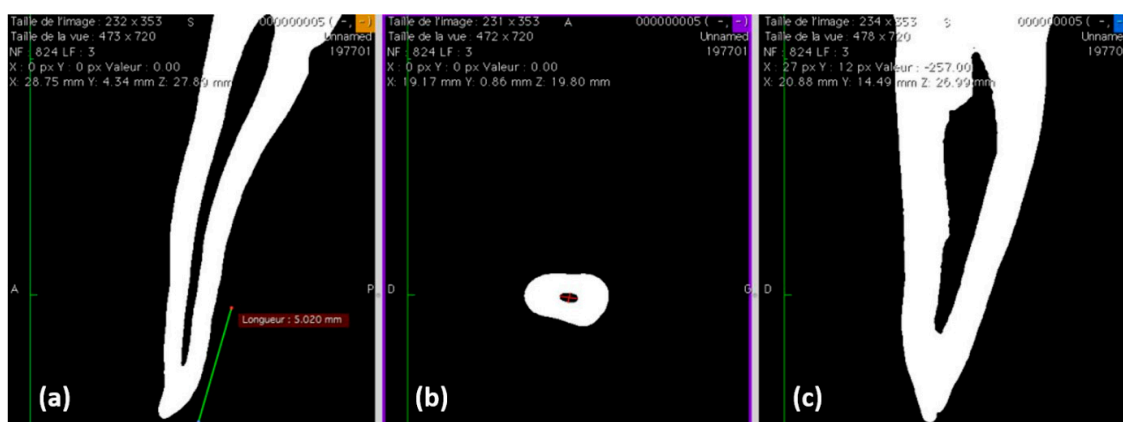 Taille de l'image : 232 x 353 S 000000005 ( -, -)
Taille de la vue : 473 x 720 Unnamed
NF : 824 LF : 3 197701
X : 0 px Y : 0 px Valeur : 0.00
X: 28.75 mm Y: 4.34 mm Z: 27.89 mm
A P
Longueur : 5.020 mm
(a)
Taille de l'image : 231 x 353 A 000000005 ( -, -)
Taille de la vue : 472 x 720 Unnamed
NF : 824 LF : 3 197701
X : 0 px Y : 0 px Valeur : 0.00
X: 19.17 mm Y: 0.86 mm Z: 19.80 mm
D G
(b)
Taille de l'image : 234 x 353 S 000000005 ( -, -)
Taille de la vue : 478 x 720 Unnamed
NF : 824 LF : 3 19770
X : 27 px Y : 12 px Valeur : -257.00
X: 20.88 mm Y: 14.49 mm Z: 26.99 mm
D
(c)